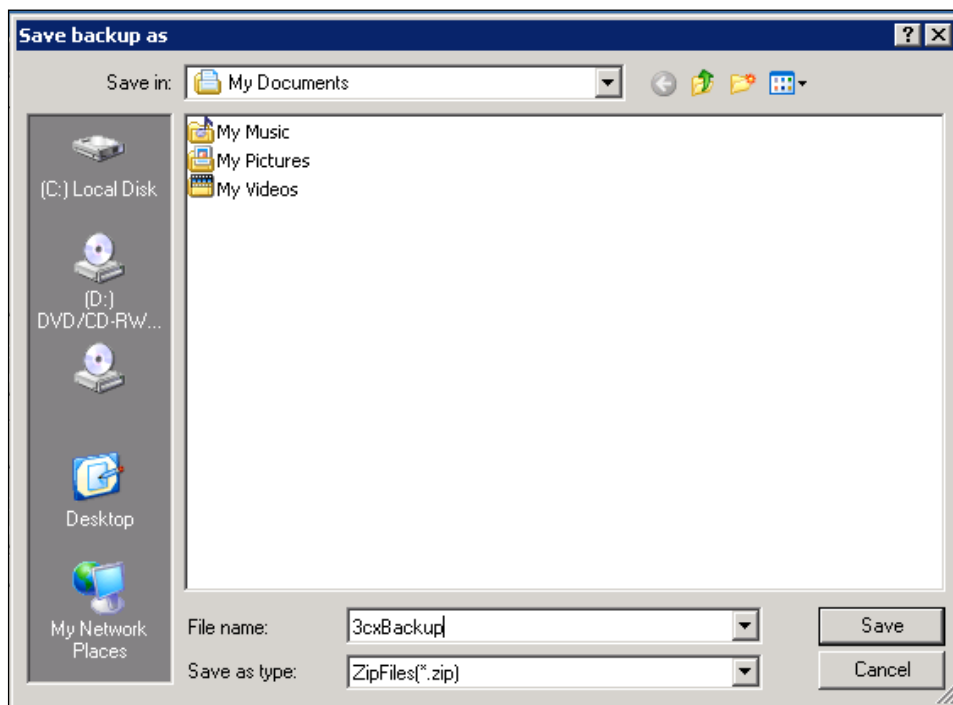 Save backup as
Save in: My Documents
My Music
My Pictures
My Videos
(C:) Local Disk
(D:)
DVD/CD-RW...
Desktop
My Network
Places
File name: 3cxBackup Save
Save as type: ZipFiles(*.zip) Cancel